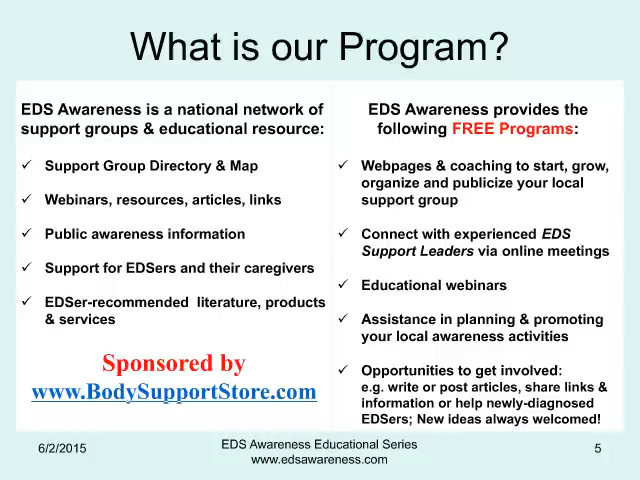 What is our Program?
EDS Awareness is a national network of
support groups & educational resource:
✓ Support Group Directory & Map
✓ Webinars, resources, articles, links
✓ Public awareness information
✓ Support for EDSers and their caregivers
✓ EDSer-recommended literature, products
& services
Sponsored by
www.BodySupportStore.com
EDS Awareness provides the
following FREE Programs:
✓ Webpages & coaching to start, grow,
organize and publicize your local
support group
✓ Connect with experienced EDS
Support Leaders via online meetings
✓ Educational webinars
✓ Assistance in planning & promoting
your local awareness activities
✓ Opportunities to get involved:
e.g. write or post articles, share links &
information or help newly-diagnosed
EDSers; New ideas always welcomed!
6/2/2015
EDS Awareness Educational Series
www.edsawareness.com
5